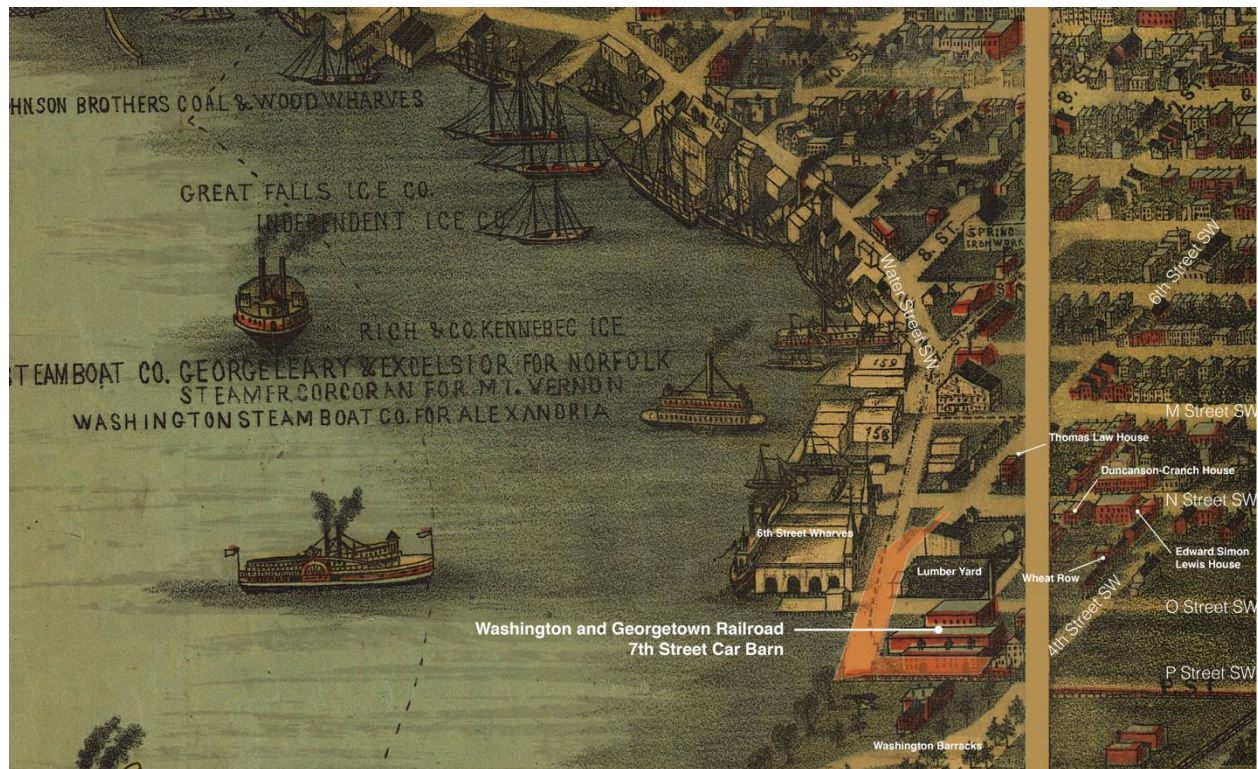 HNSON BROTHERS COAL & WOOD WHARVES
GREAT FALLS ICE CO.
INDEPENDENT ICE CO.
10. ST.
H ST.
9. ST.
8. ST.
SPRING
IRON WORK
Water Street SW
6th Street SW
RICH & CO. KENNEBEC ICE
STEAMBOAT CO. GEORGE LEARY & EXCELSIOR FOR NORFOLK
STEAMER CORCORAN FOR MT. VERNON
WASHINGTON STEAM BOAT CO. FOR ALEXANDRIA
159
158
M Street SW
Thomas Law House
Duncanson-Cranch House
N Street SW
6th Street Wharves
Edward Simon
Lewis House
Lumber Yard
Wheat Row
O Street SW
4th Street SW
Washington and Georgetown Railroad
7th Street Car Barn
P Street SW
P ST
Washington Barracks